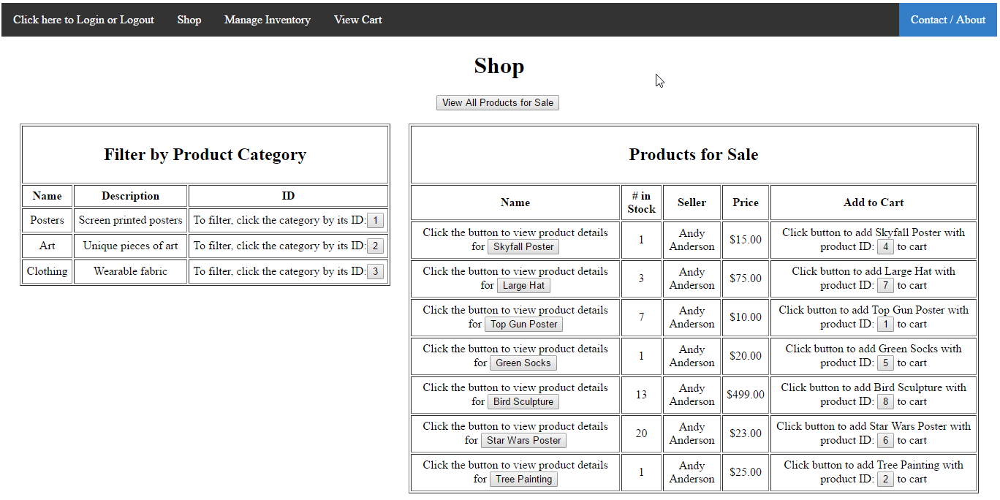 Click here to Login or Logout Shop Manage Inventory View Cart Contact / About
Shop
View All Products for Sale
Filter by Product Category
Name Description ID
Posters Screen printed posters To filter, click the category by its ID: 1
Art Unique pieces of art To filter, click the category by its ID: 2
Clothing Wearable fabric To filter, click the category by its ID: 3
Products for Sale
Name # in Stock Seller Price Add to Cart
Click the button to view product details for Skyfall Poster 1 Andy Anderson $15.00 Click button to add Skyfall Poster with product ID: 4 to cart
Click the button to view product details for Large Hat 3 Andy Anderson $75.00 Click button to add Large Hat with product ID: 7 to cart
Click the button to view product details for Top Gun Poster 7 Andy Anderson $10.00 Click button to add Top Gun Poster with product ID: 1 to cart
Click the button to view product details for Green Socks 1 Andy Anderson $20.00 Click button to add Green Socks with product ID: 5 to cart
Click the button to view product details for Bird Sculpture 13 Andy Anderson $499.00 Click button to add Bird Sculpture with product ID: 8 to cart
Click the button to view product details for Star Wars Poster 20 Andy Anderson $23.00 Click button to add Star Wars Poster with product ID: 6 to cart
Click the button to view product details for Tree Painting 1 Andy Anderson $25.00 Click button to add Tree Painting with product ID: 2 to cart